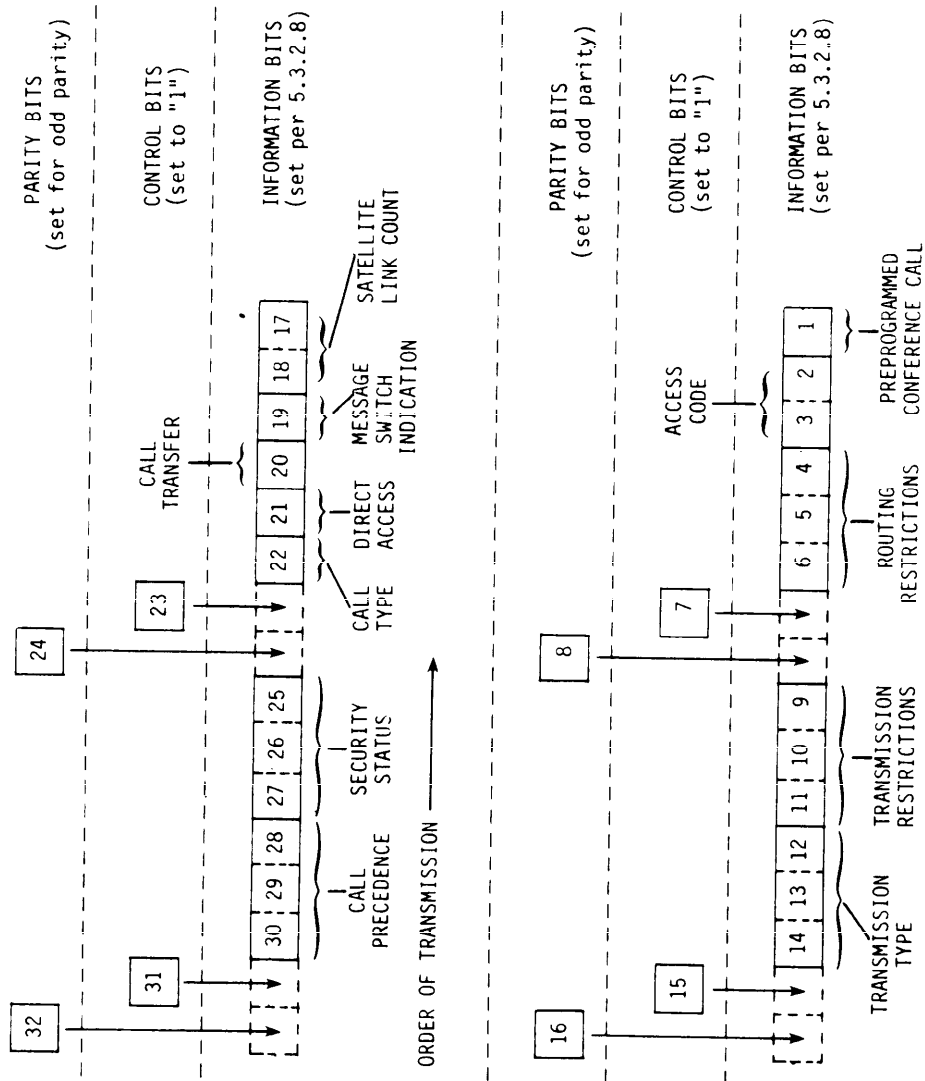 PARITY BITS
(set for odd parity)
CONTROL BITS
(set to "1")
INFORMATION BITS
(set per 5.3.2.8)
32
24
31
23
30 29 28 27 26 25 22 21 20 19 18 17
CALL
PRECEDENCE
SECURITY
STATUS
CALL
TYPE
DIRECT
ACCESS
CALL
TRANSFER
MESSAGE
SWITCH
INDICATION
SATELLITE
LINK COUNT
ORDER OF TRANSMISSION
PARITY BITS
(set for odd parity)
CONTROL BITS
(set to "1")
INFORMATION BITS
(set per 5.3.2.8)
16
8
15
7
14 13 12 11 10 9 6 5 4 3 2 1
TRANSMISSION
TYPE
TRANSMISSION
RESTRICTIONS
ROUTING
RESTRICTIONS
ACCESS
CODE
PREPROGRAMMED
CONFERENCE CALL